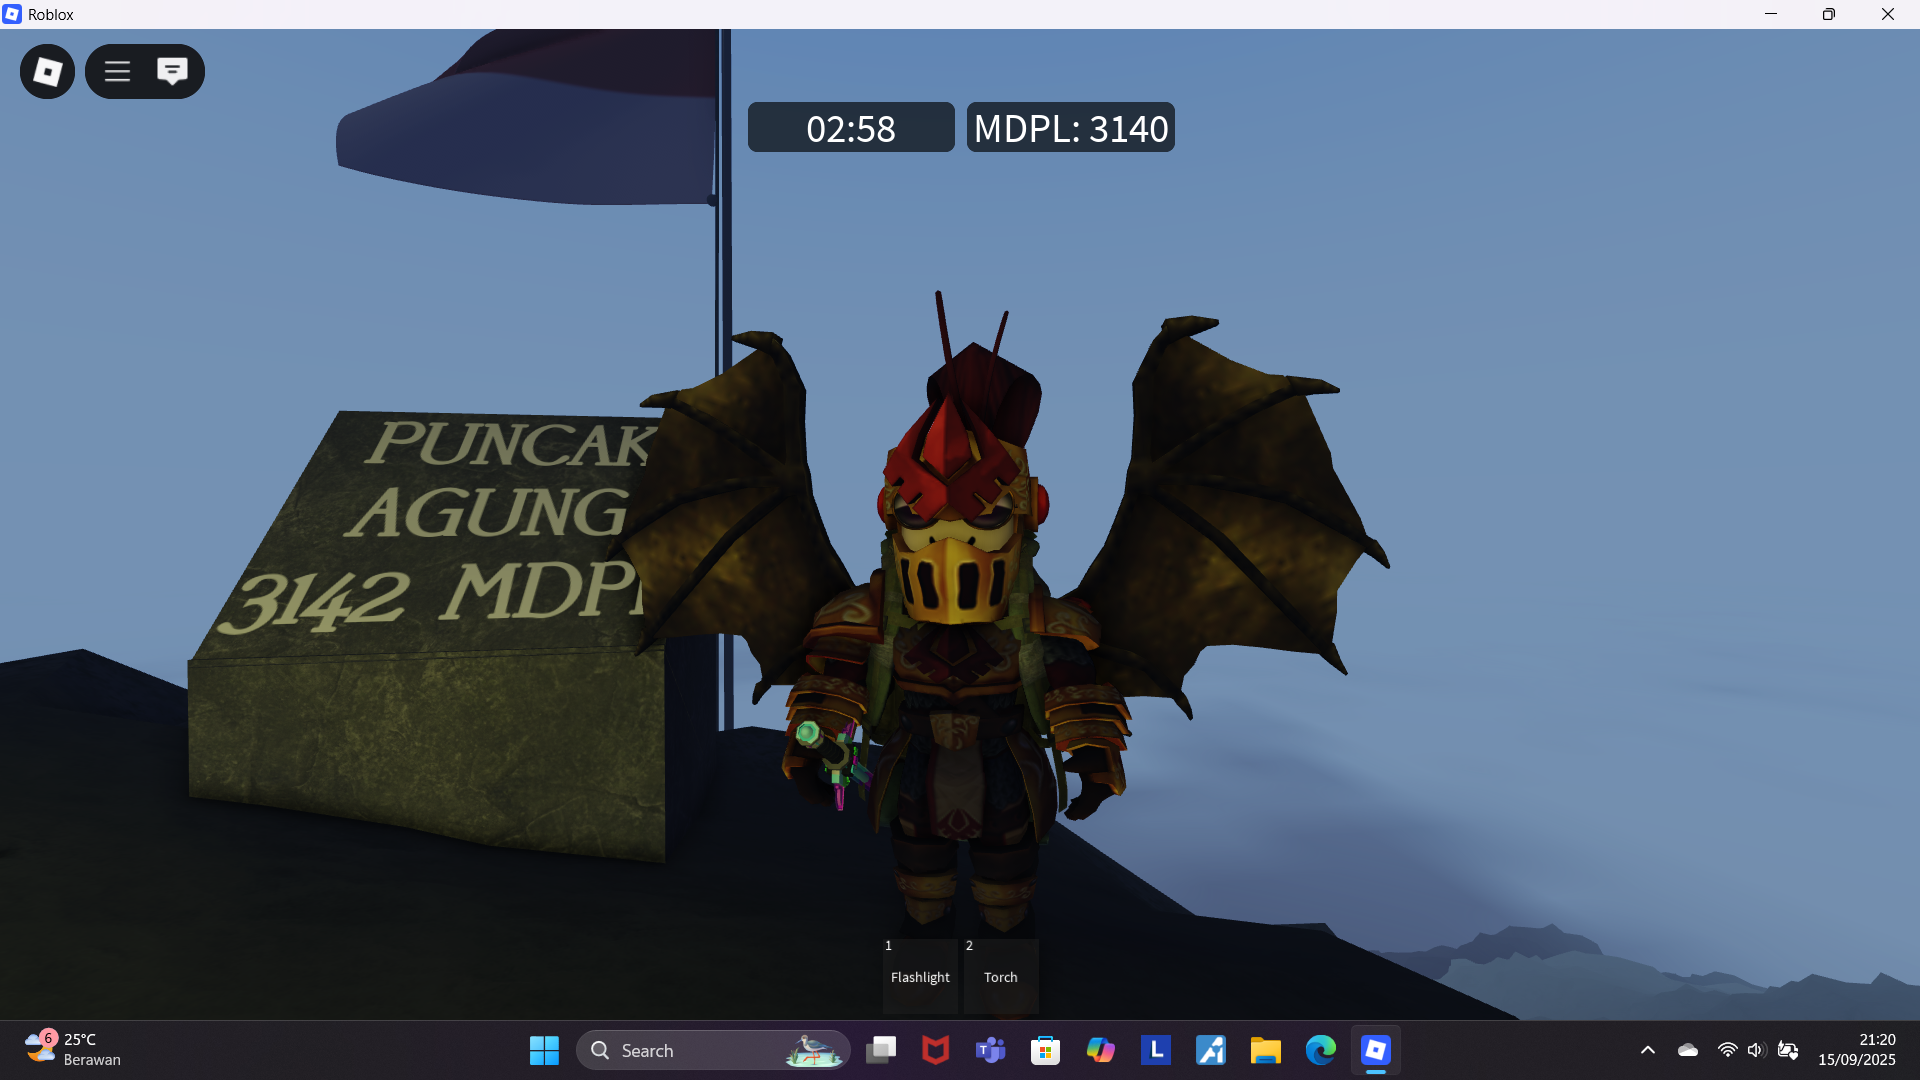 Roblox
02:58
MDPL: 3140
PUNCAK
AGUNG
3142 MDPL
1
Flashlight
2
Torch
6
25°C
Berawan
Search
T
L
21:20
15/09/2025